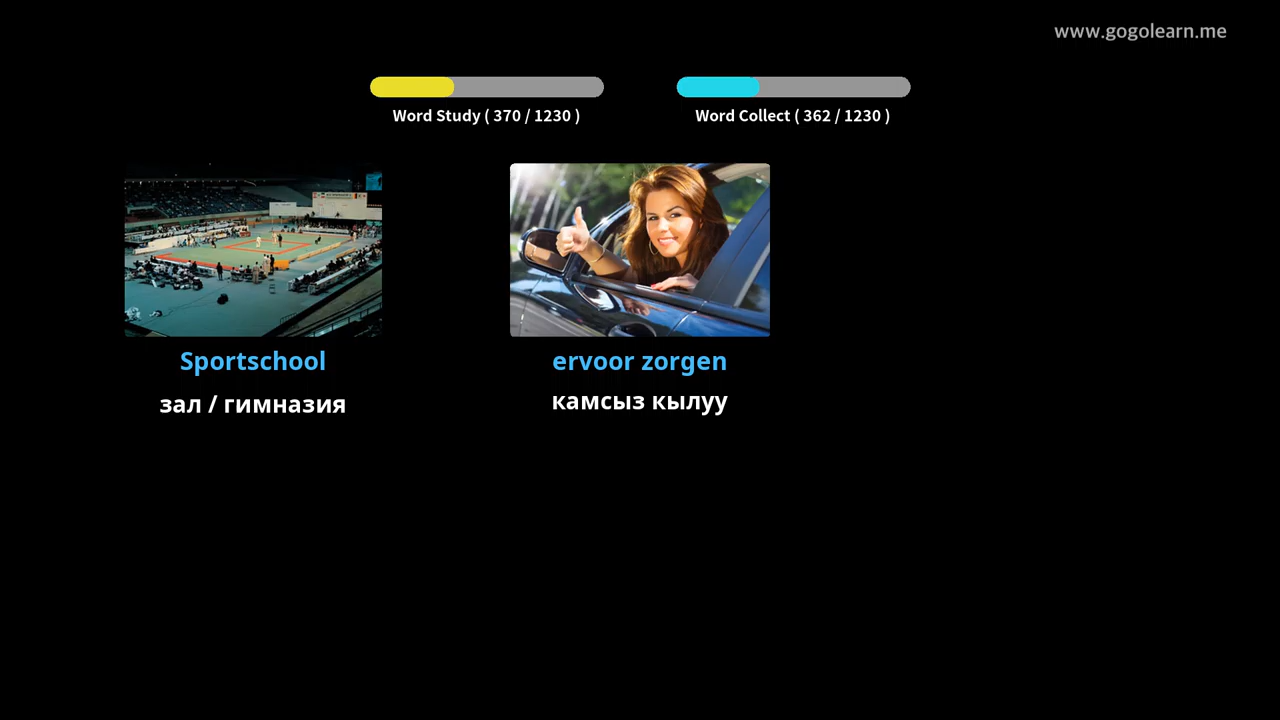 www.gogolearn.me
Word Study ( 370 / 1230 )
Word Collect ( 362 / 1230 )
Sportschool
зал / гимназия
ervoor zorgen
камсыз кылуу